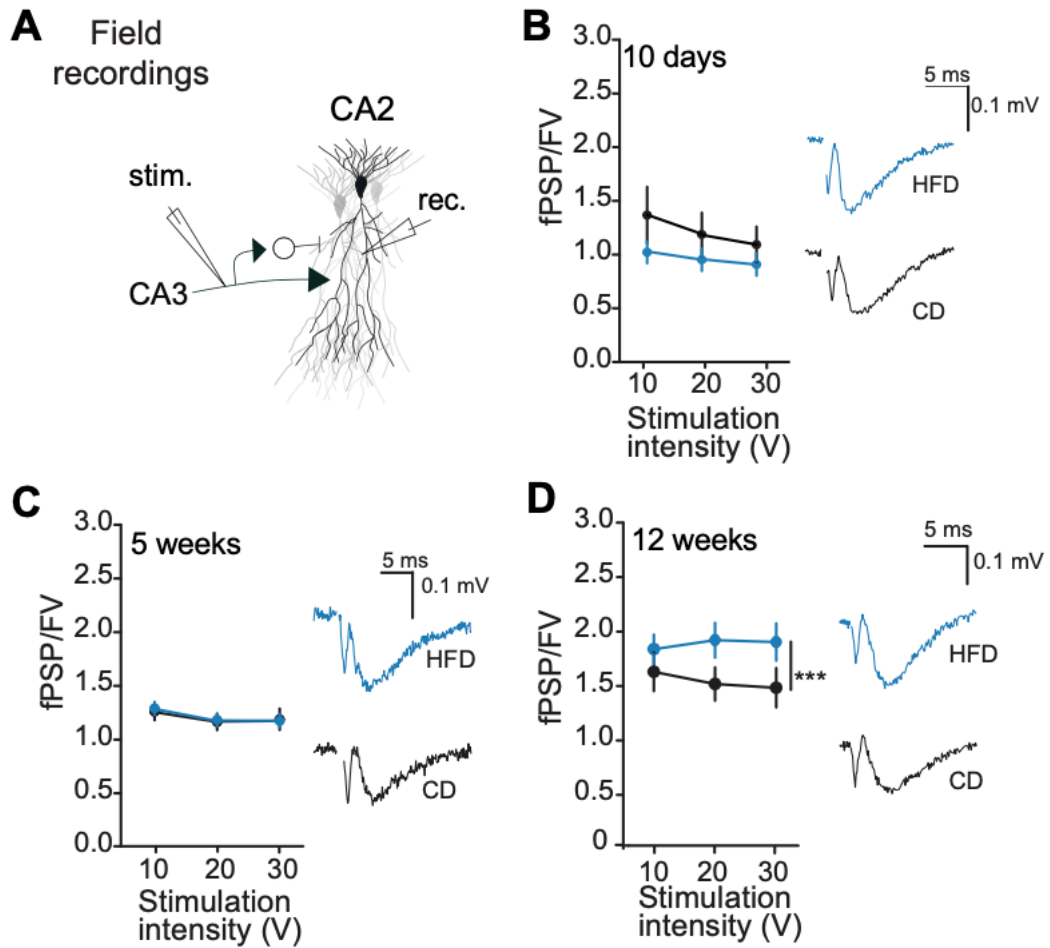 A
Field
recordings
CA2
stim.
rec.
CA3
B
10 days
3.0
2.5
2.0
1.5
1.0
0.5
0.0
fPSP/FV
10 20 30
Stimulation
intensity (V)
5 ms
0.1 mV
HFD
CD
C
5 weeks
3.0
2.5
2.0
1.5
1.0
0.5
0.0
fPSP/FV
10 20 30
Stimulation
intensity (V)
5 ms
0.1 mV
HFD
CD
D
12 weeks
3.0
2.5
2.0
1.5
1.0
0.5
0
fPSP/FV
***
10 20 30
Stimulation
intensity (V)
5 ms
0.1 mV
HFD
CD